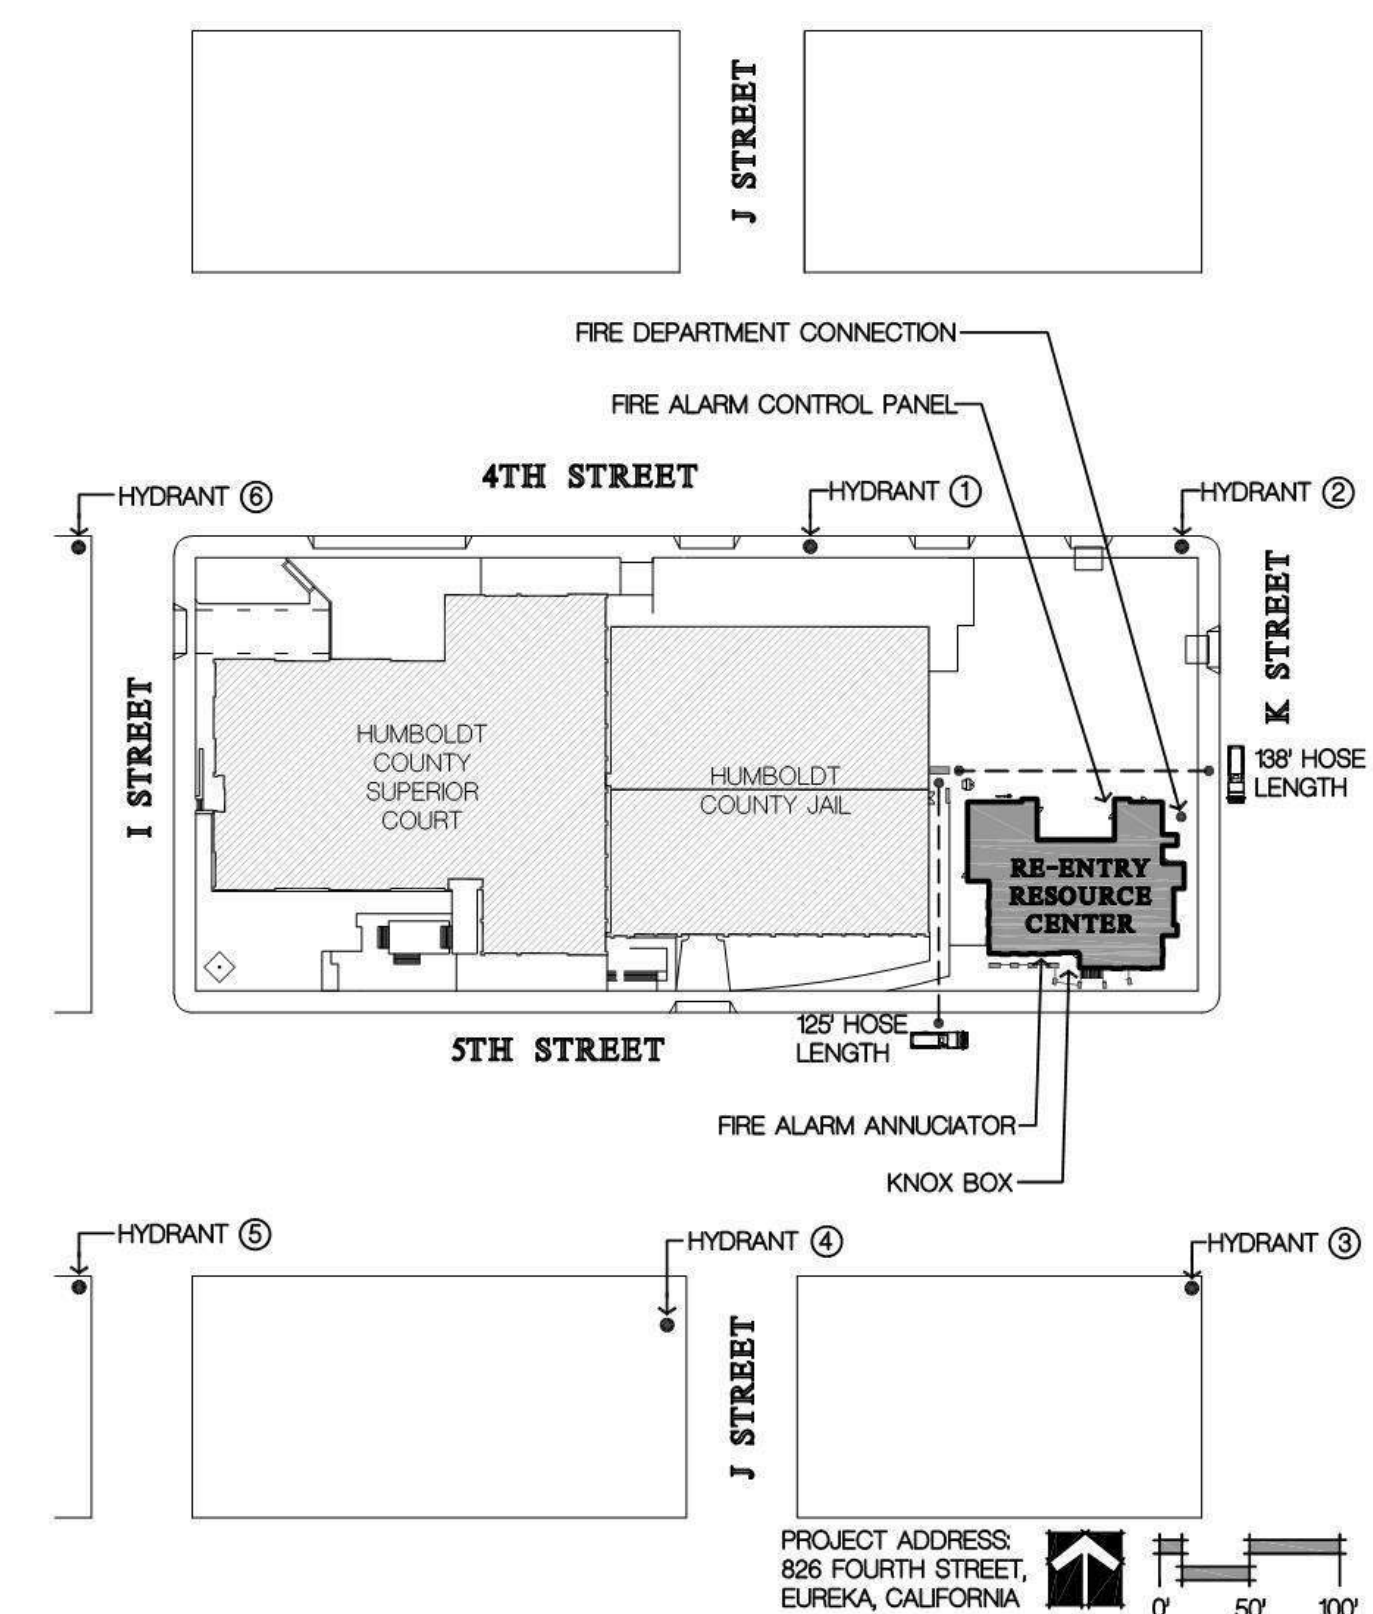 J STREET
FIRE DEPARTMENT CONNECTION
FIRE ALARM CONTROL PANEL
4TH STREET
HYDRANT 6
HYDRANT 1
HYDRANT 2
K STREET
I STREET
HUMBOLDT
COUNTY
SUPERIOR
COURT
HUMBOLDT
COUNTY JAIL
138' HOSE
LENGTH
RE-ENTRY
RESOURCE
CENTER
125' HOSE
LENGTH
5TH STREET
FIRE ALARM ANNUCIATOR
KNOX BOX
HYDRANT 5
HYDRANT 4
HYDRANT 3
J STREET
PROJECT ADDRESS:
826 FOURTH STREET,
EUREKA, CALIFORNIA
0' 50' 100'